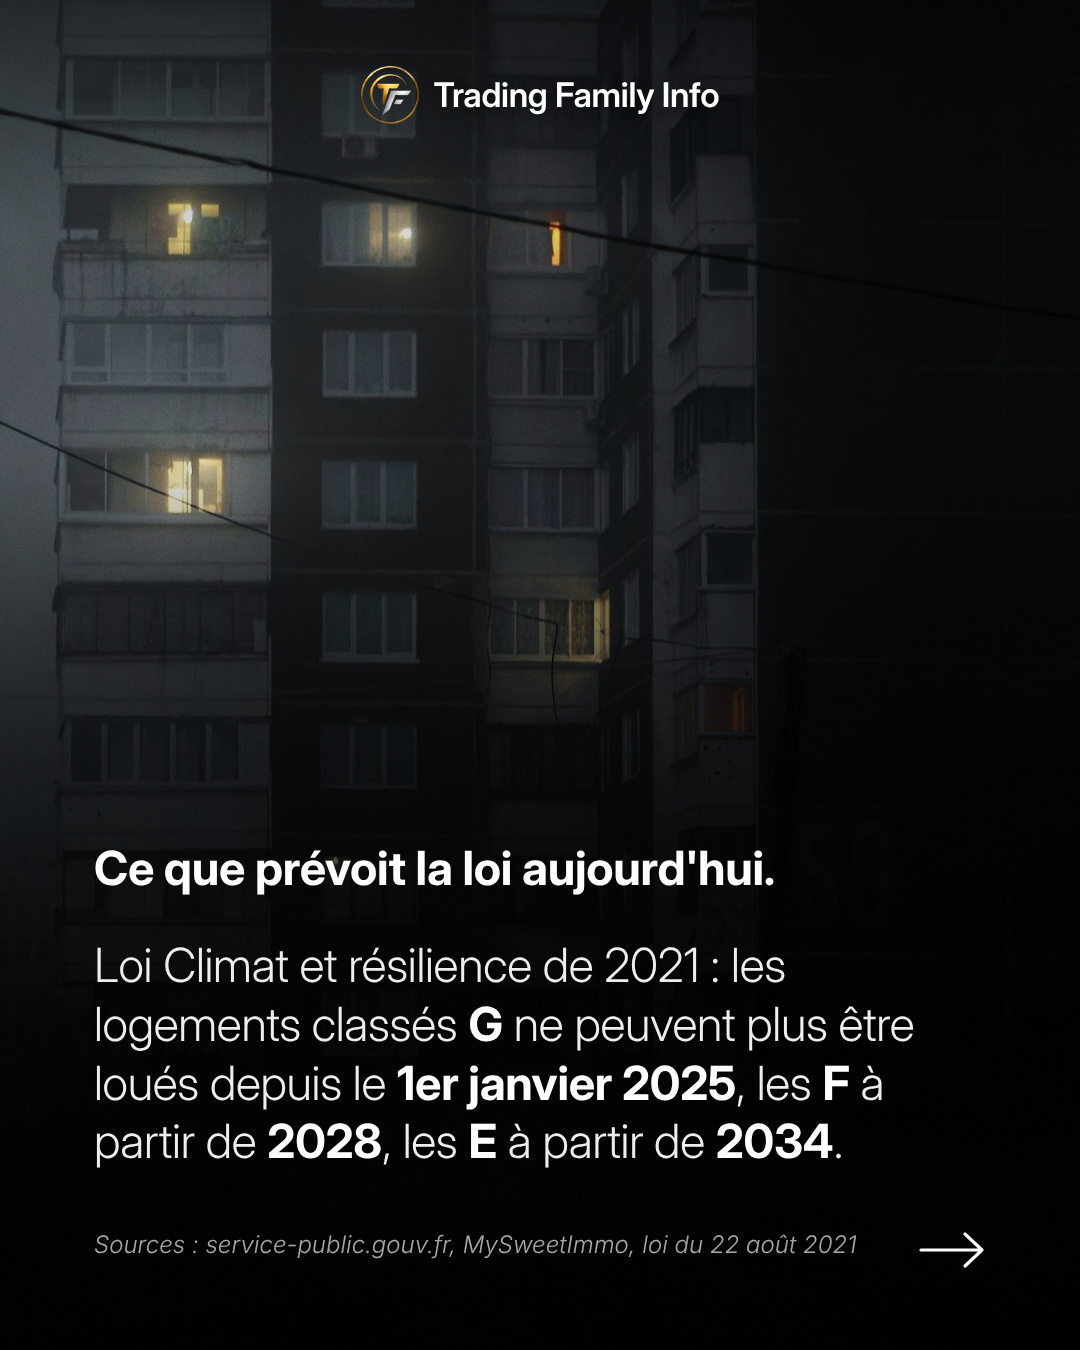 TF
Trading Family Info
Ce que prévoit la loi aujourd'hui.
Loi Climat et résilience de 2021 : les
logements classés G ne peuvent plus être
loués depuis le 1er janvier 2025, les F à
partir de 2028, les E à partir de 2034.
Sources : service-public.gouv.fr, MySweetImmo, loi du 22 août 2021